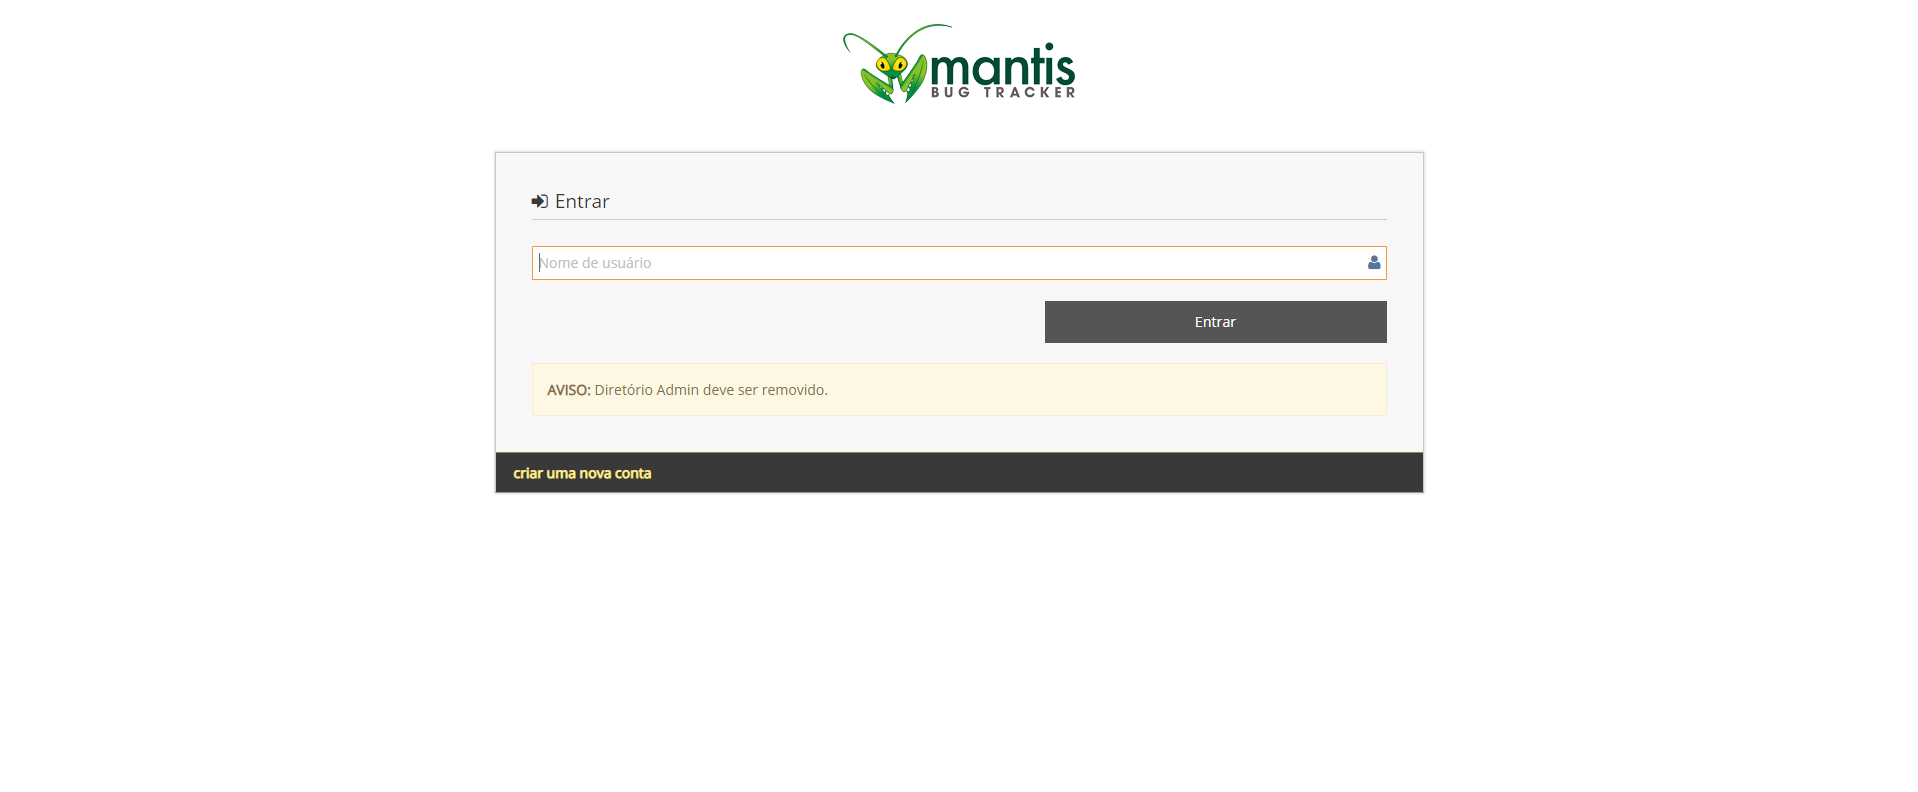 mantis
BUG TRACKER
Entrar
Nome de usuário
Entrar
AVISO: Diretório Admin deve ser removido.
criar uma nova conta